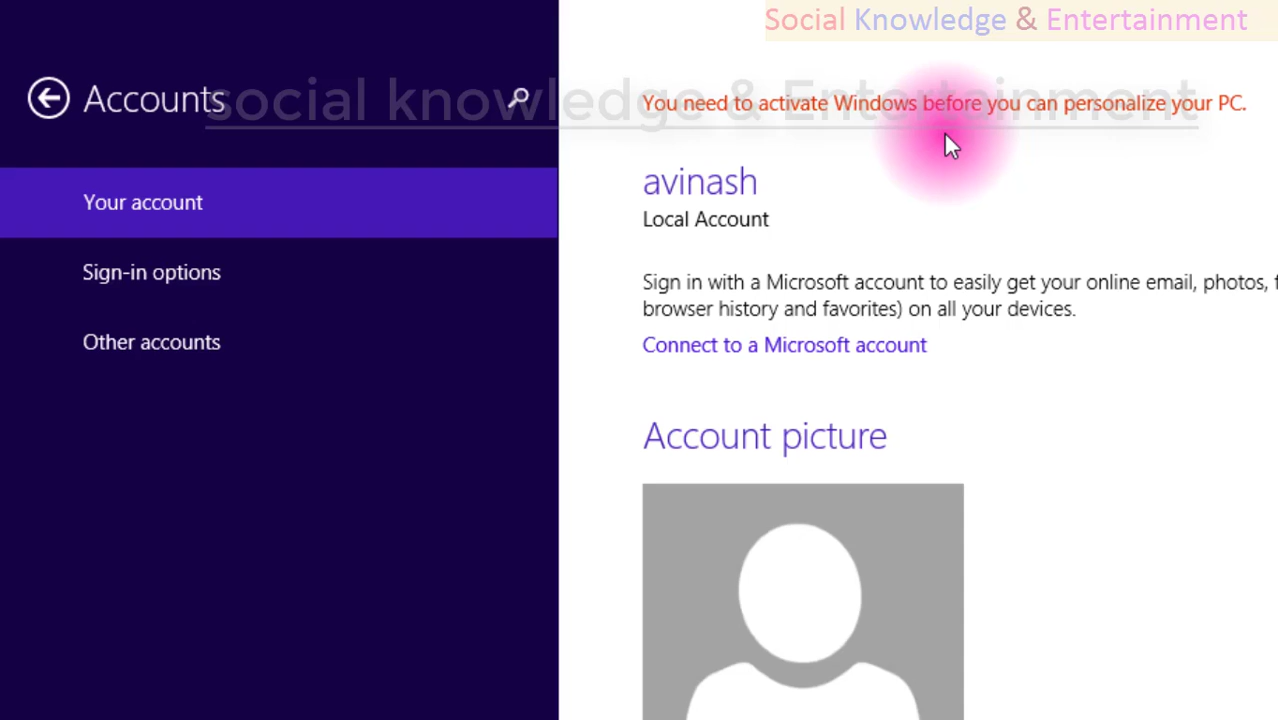 Social Knowledge & Entertainment
Accounts
social knowledge & Entertainment
You need to activate Windows before you can personalize your PC.
Your account
Sign-in options
Other accounts
avinash
Local Account
Sign in with a Microsoft account to easily get your online email, photos, f
browser history and favorites) on all your devices.
Connect to a Microsoft account
Account picture